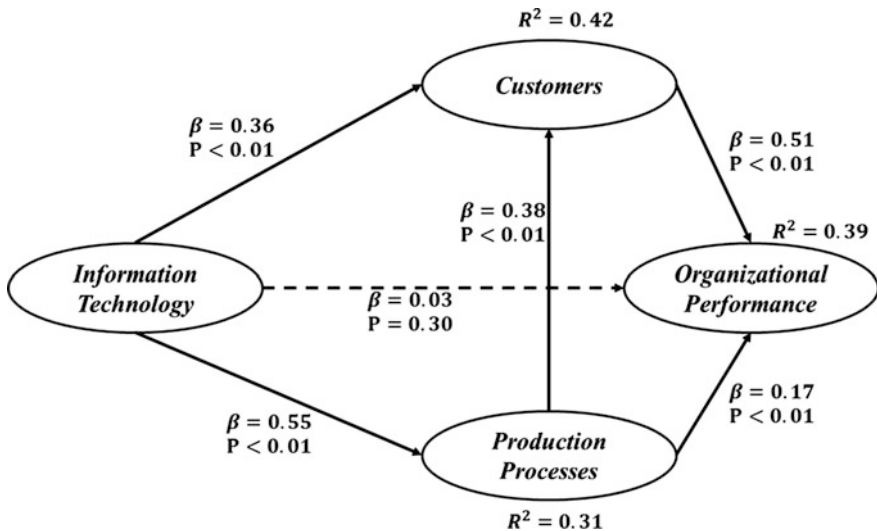 R² = 0.42
Customers
β = 0.36
P < 0.01
β = 0.51
P < 0.01
β = 0.38
P < 0.01
R² = 0.39
Information
Technology
Organizational
Performance
β = 0.03
P = 0.30
β = 0.55
P < 0.01
β = 0.17
P < 0.01
Production
Processes
R² = 0.31